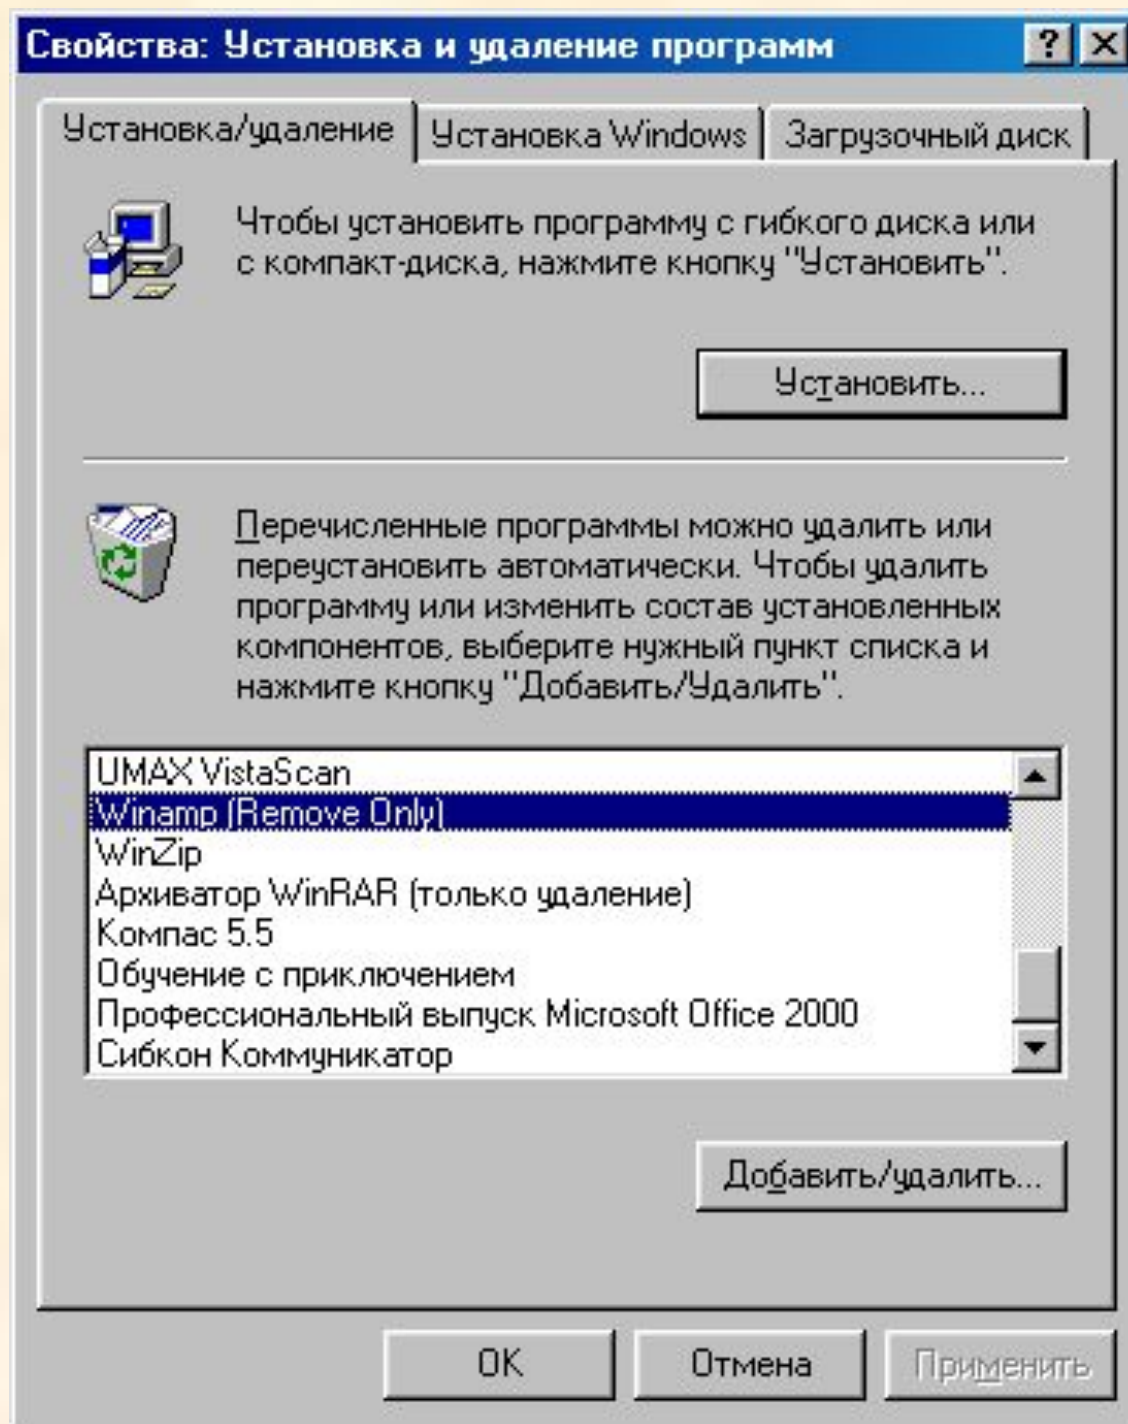 Свойства: Установка и удаление программ
Установка/удаление
Установка Windows
Загрузочный диск
Чтобы установить программу с гибкого диска или
с компакт-диска, нажмите кнопку "Установить".
Установить...
Перечисленные программы можно удалить или
переустановить автоматически. Чтобы удалить
программу или изменить состав установленных
компонентов, выберите нужный пункт списка и
нажмите кнопку "Добавить/Удалить".
UMAX VistaScan
Winamp (Remove Only)
WinZip
Архиватор WinRAR (только удаление)
Компас 5.5
Обучение с приключением
Профессиональный выпуск Microsoft Office 2000
Сибкон Коммуникатор
Добавить/удалить...
OK
Отмена
Применить